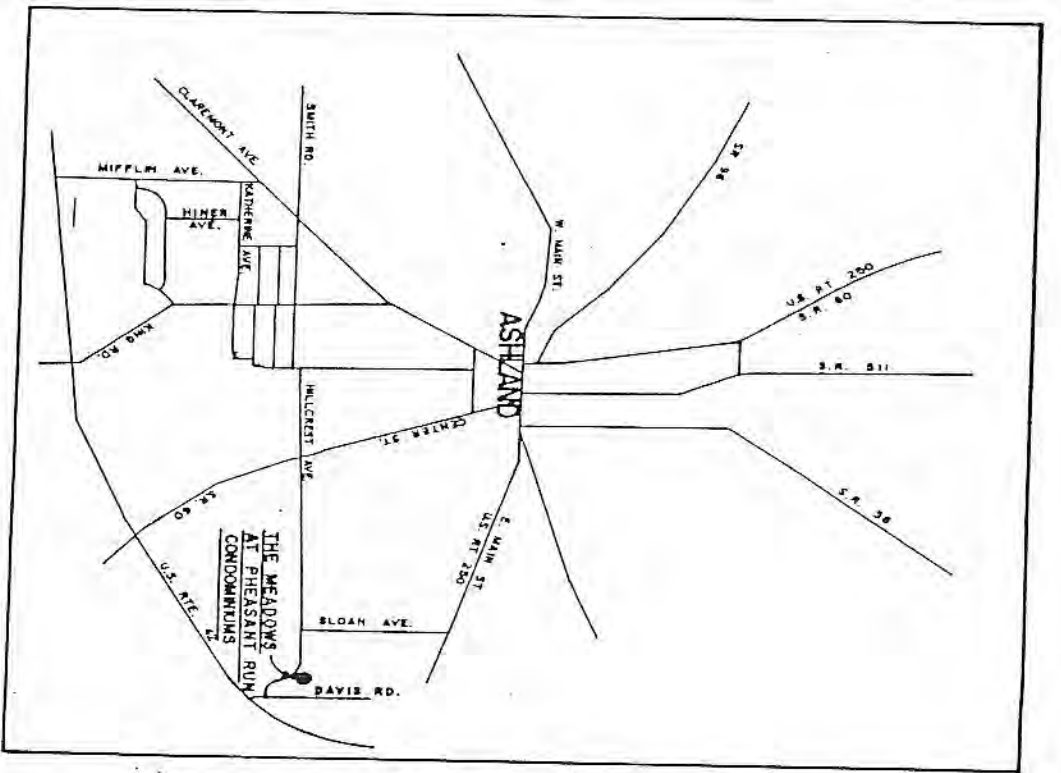 CLAREMONT AVE
SMITH RD.
MIFFLIN AVE.
KATHERINE AVE.
HINER
AVE.
W. MAIN ST.
SR 96
U.S. RT 250
S.R. 60
ASHLAND
KING RD.
S.R. 511
HILLCREST AVE.
CENTER ST.
S.R. 60
S.R. 58
E. MAIN ST.
U.S. RT 250
THE MEADOWS
AT PHEASANT RUN
CONDOMINIUMS
U.S. RTE. 42
SLOAN AVE.
DAVIS RD.